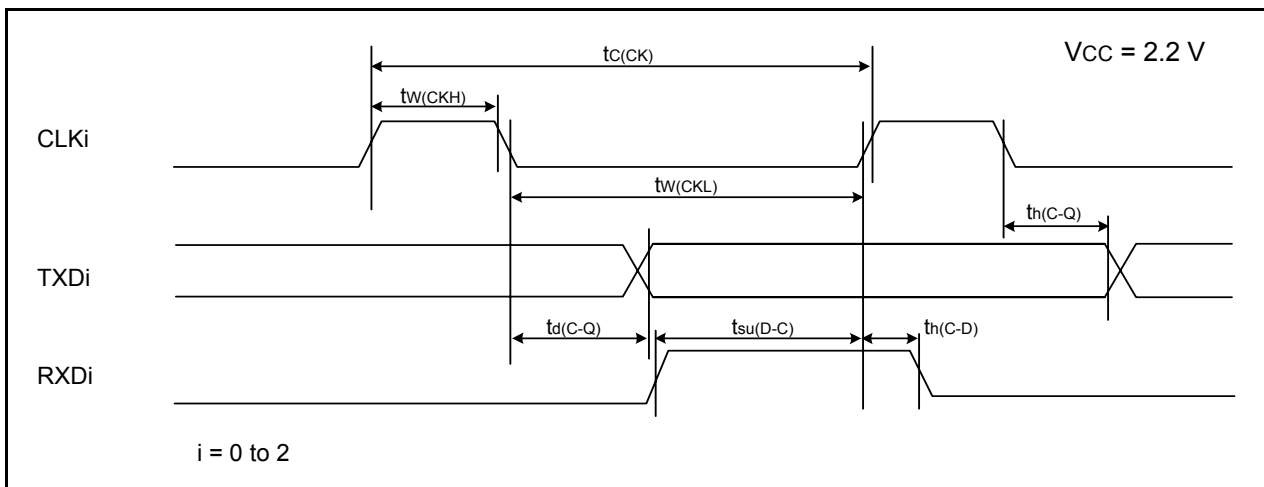 tC(CK)
VCC = 2.2 V
tW(CKH)
CLKi
tW(CKL)
th(C-Q)
TXDi
td(C-Q)
tsu(D-C)
th(C-D)
RXDi
i = 0 to 2